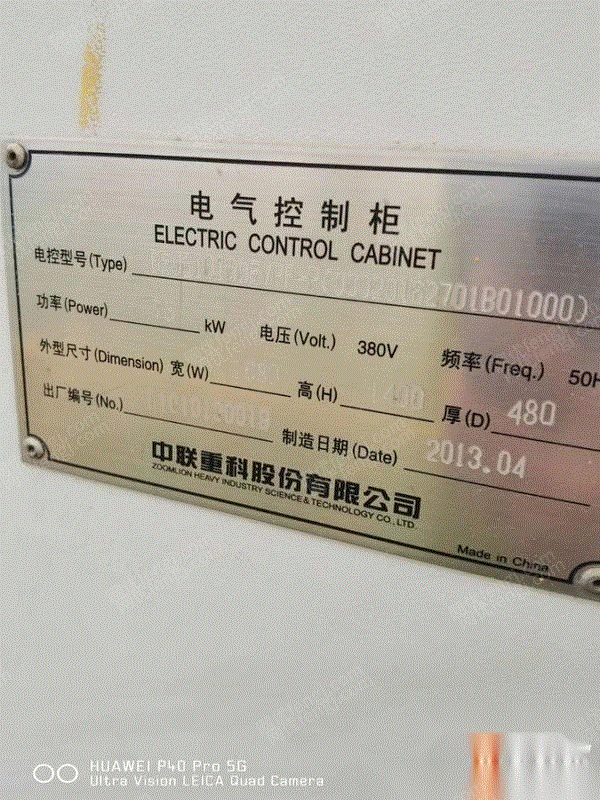 电气控制柜
ELECTRIC CONTROL CABINET
电控型号(Type) 2701B01000)
功率(Power) kW 电压(Volt.) 380V 频率(Freq.) 50H
外型尺寸(Dimension) 宽(W) 高(H) 1400 厚(D) 480
出厂编号(No.) 制造日期(Date) 2013.04
中联重科股份有限公司
ZOOMLION HEAVY INDUSTRY SCIENCE & TECHNOLOGY CO., LTD.
Made in China
HUAWEI P40 Pro 5G
Ultra Vision LEICA Quad Camera